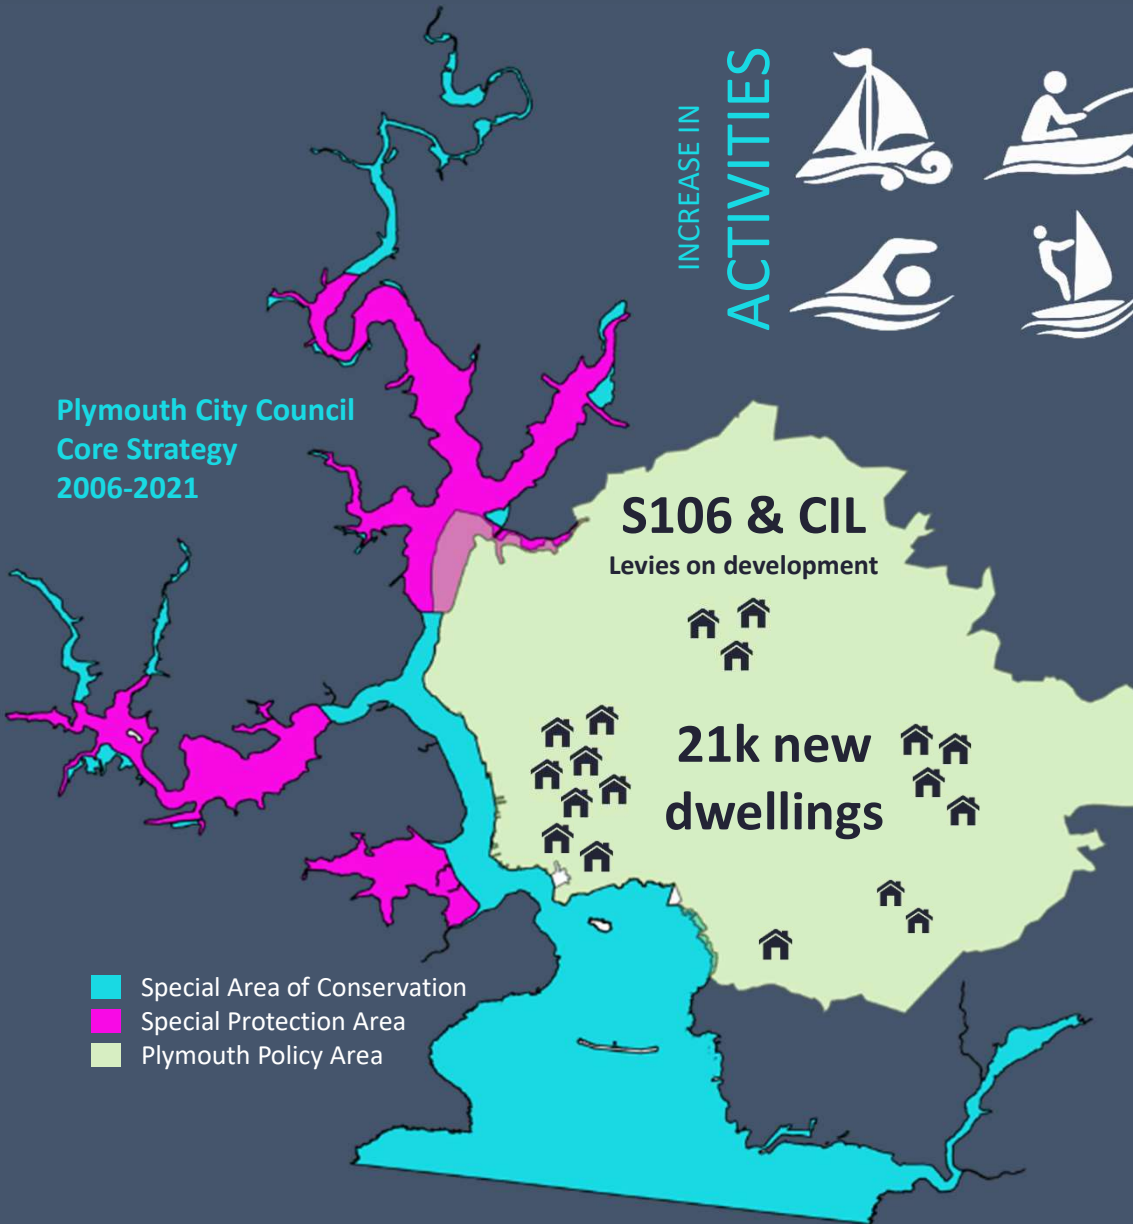 INCREASE IN
ACTIVITIES
Plymouth City Council
Core Strategy
2006-2021
S106 & CIL
Levies on development
21k new
dwellings
Special Area of Conservation
Special Protection Area
Plymouth Policy Area